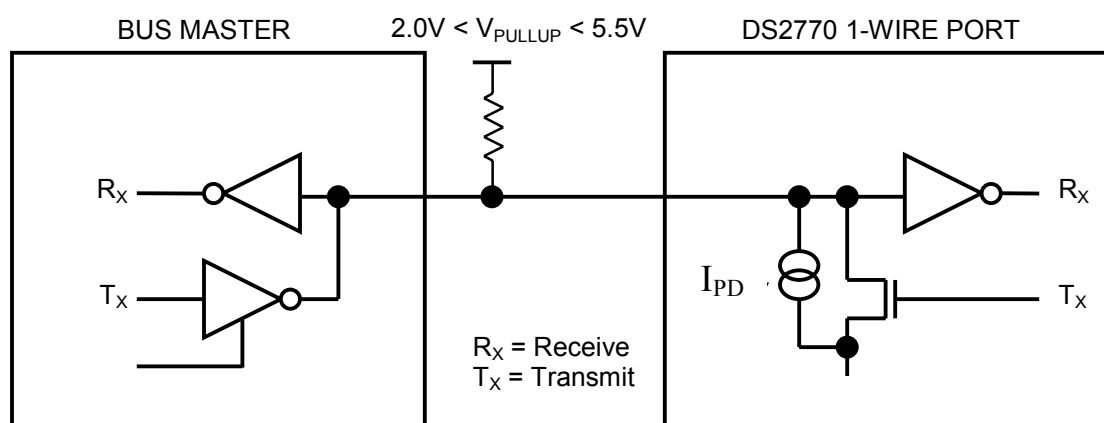 BUS MASTER
2.0V < VPULLUP < 5.5V
DS2770 1-WIRE PORT
RX
RX
TX
IPD
TX
RX = Receive
TX = Transmit